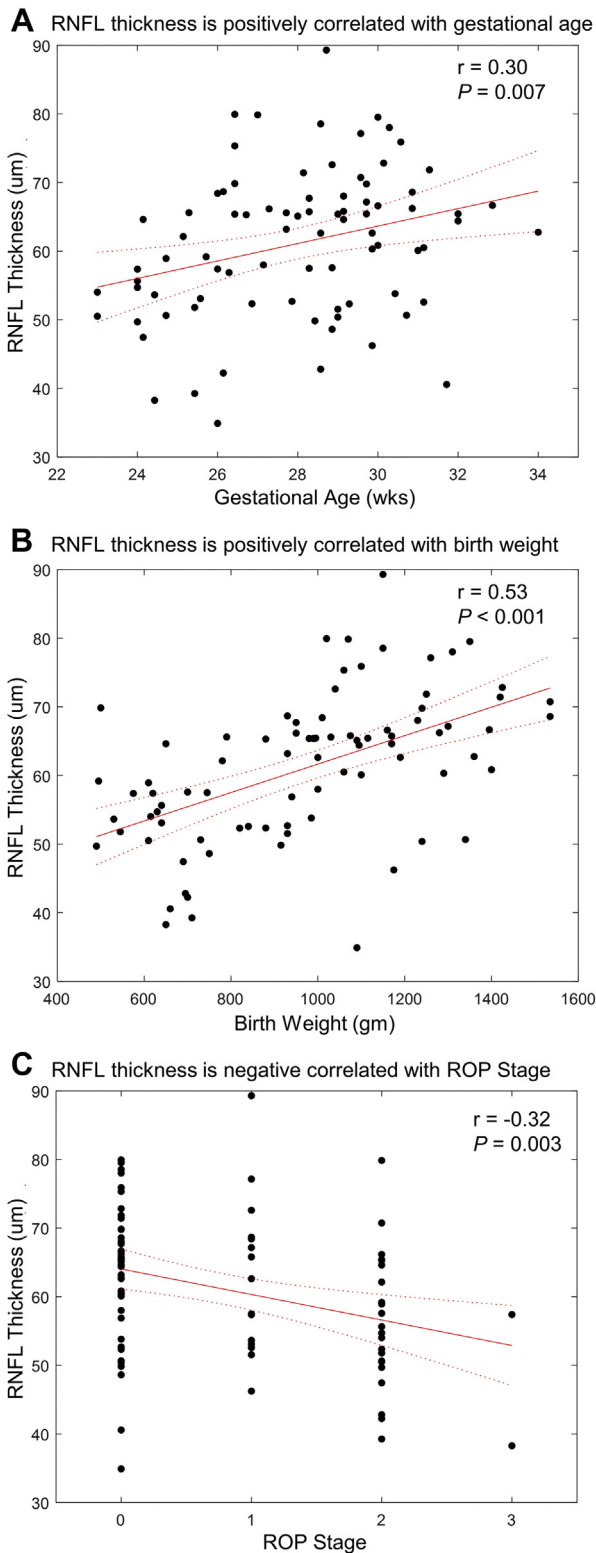 A RNFL thickness is positively correlated with gestational age
90
80
70
60
50
40
30
RNFL Thickness (um)
r = 0.30
P = 0.007
22 24 26 28 30 32 34
Gestational Age (wks)
B RNFL thickness is positively correlated with birth weight
90
80
70
60
50
40
30
RNFL Thickness (um)
r = 0.53
P < 0.001
400 600 800 1000 1200 1400 1600
Birth Weight (gm)
C RNFL thickness is negative correlated with ROP Stage
90
80
70
60
50
40
30
RNFL Thickness (um)
r = -0.32
P = 0.003
0 1 2 3
ROP Stage